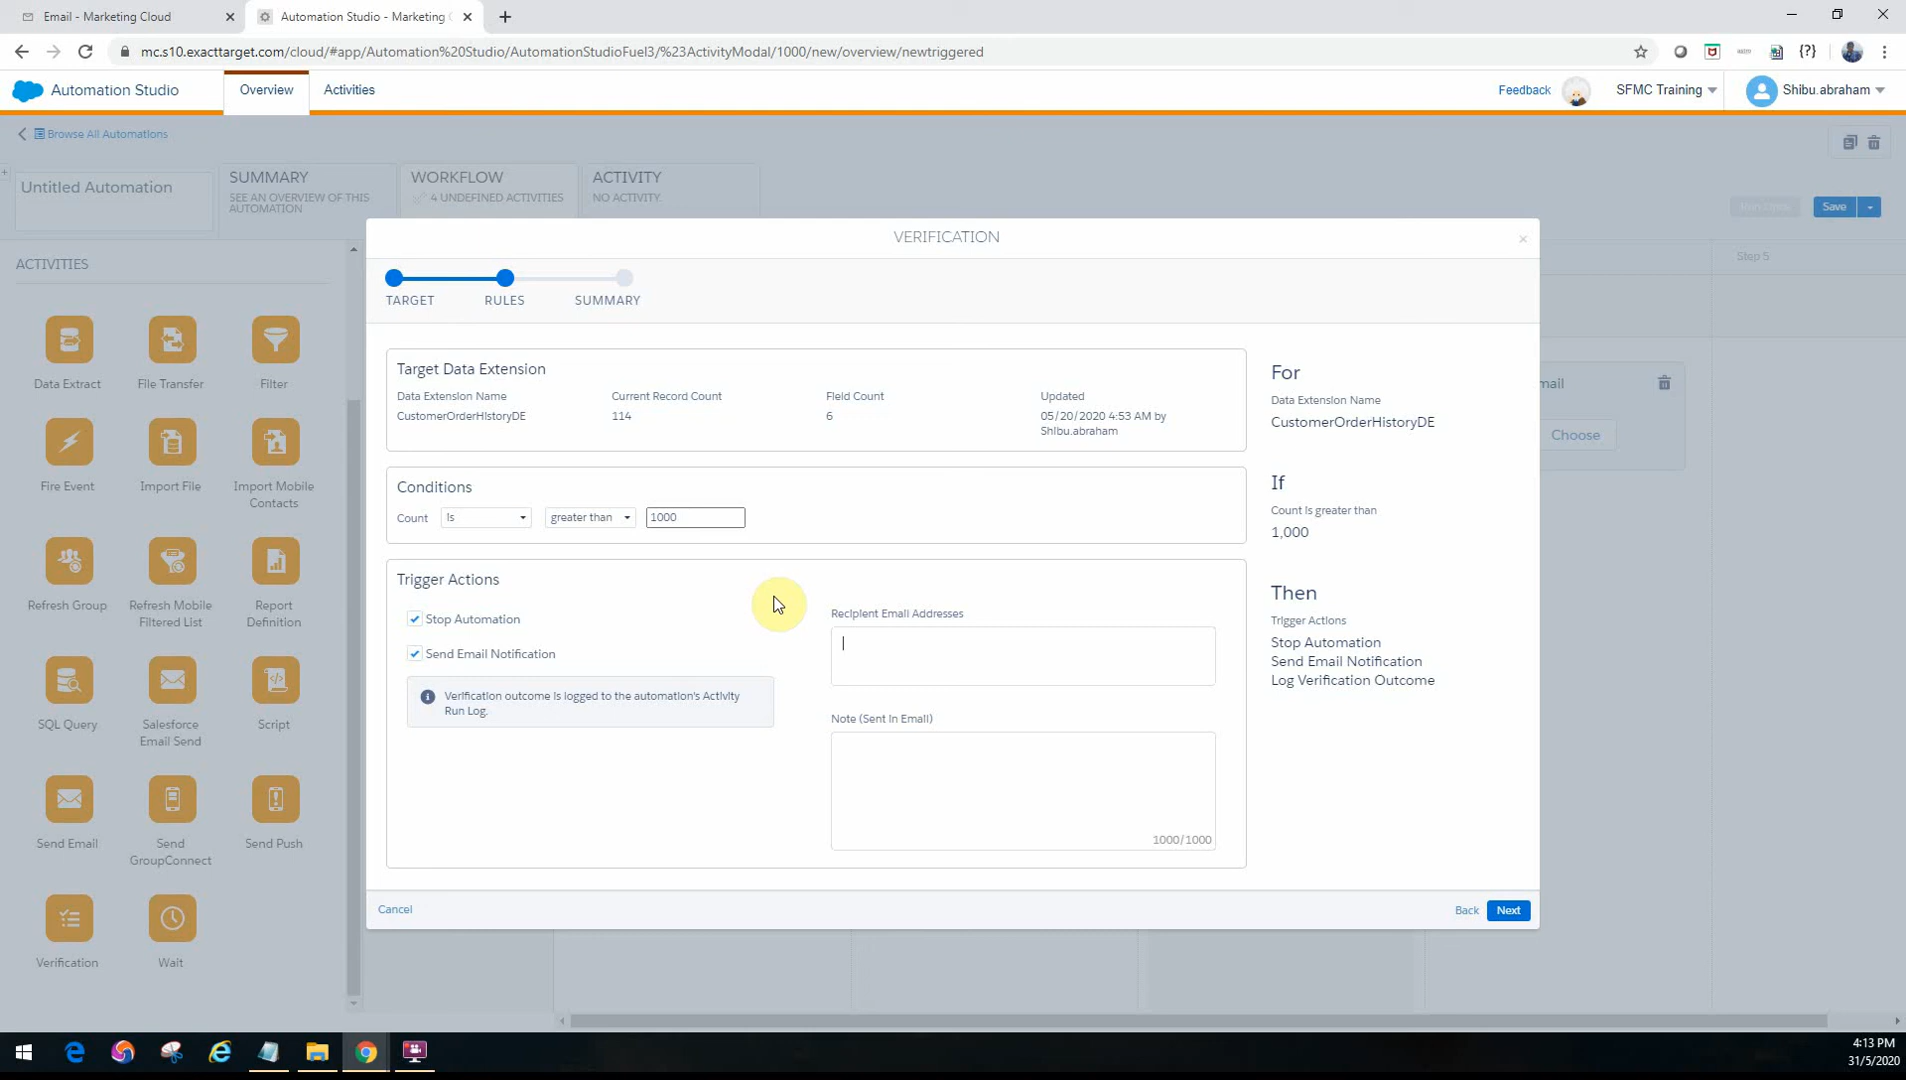 Email - Marketing Cloud
Automation Studio - Marketing C
mc.s10.exacttarget.com/cloud/#app/Automation%20Studio/AutomationStudioFuel3/%23ActivityModal/1000/new/overview/newtriggered
Automation Studio
Overview
Activities
Feedback
SFMC Training
Shibu.abraham
Browse All Automations
Untitled Automation
SUMMARY
SEE AN OVERVIEW OF THIS
AUTOMATION
WORKFLOW
4 UNDEFINED ACTIVITIES
ACTIVITY
NO ACTIVITY.
Run Once
Save
ACTIVITIES
Data Extract
File Transfer
Filter
Fire Event
Import File
Import Mobile
Contacts
Refresh Group
Refresh Mobile
Filtered List
Report
Definition
SQL Query
Salesforce
Email Send
Script
Send Email
Send
GroupConnect
Send Push
Verification
Wait
Step 5
mail
Choose
VERIFICATION
TARGET
RULES
SUMMARY
Target Data Extension
Data Extension Name
Current Record Count
Field Count
Updated
CustomerOrderHistoryDE
114
6
05/20/2020 4:53 AM by
Shibu.abraham
Conditions
Count
Is
greater than
1000
Trigger Actions
Stop Automation
Send Email Notification
Verification outcome is logged to the automation's Activity
Run Log.
Recipient Email Addresses
Note (Sent In Email)
1000/1000
For
Data Extension Name
CustomerOrderHistoryDE
If
Count is greater than
1,000
Then
Trigger Actions
Stop Automation
Send Email Notification
Log Verification Outcome
Cancel
Back
Next
4:13 PM
31/5/2020